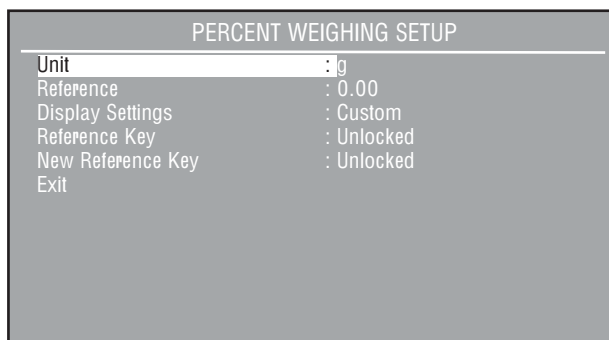 PERCENT WEIGHING SETUP
Unit : g
Reference : 0.00
Display Settings : Custom
Reference Key : Unlocked
New Reference Key : Unlocked
Exit